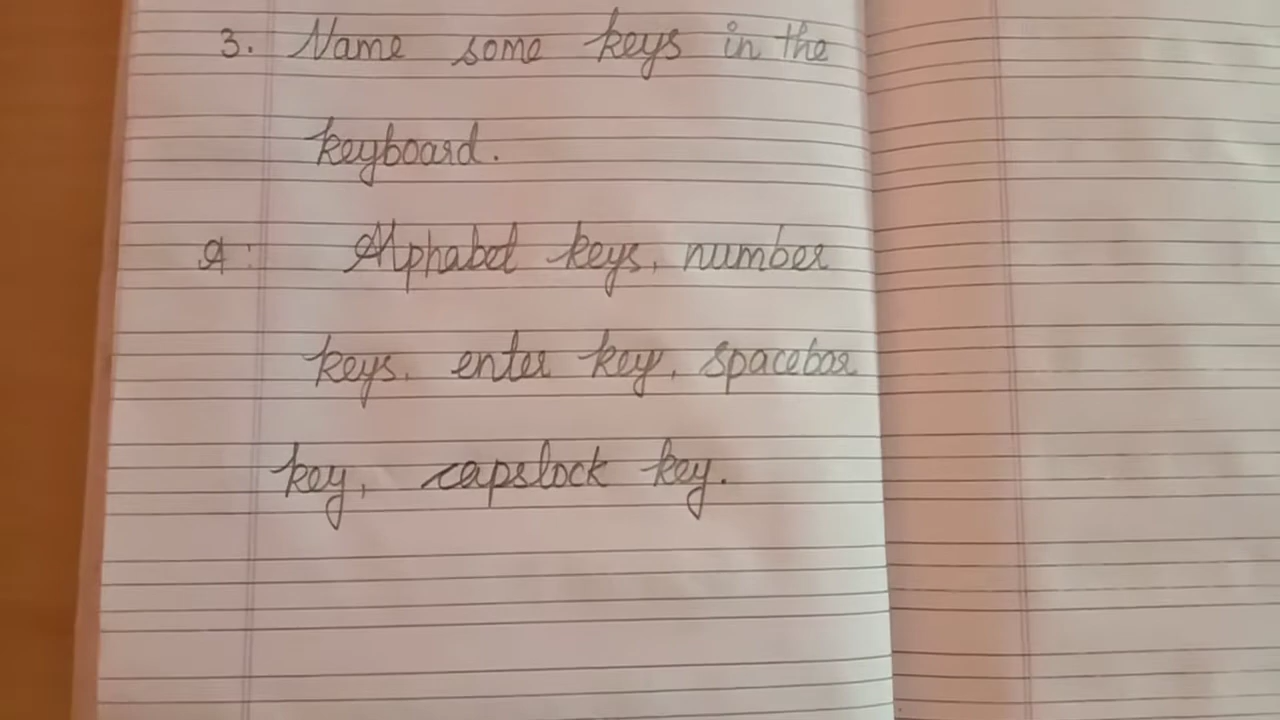 3. Name some keys in the
keyboard.
A: Alphabet keys, number
keys, enter key, spacebar
key, capslock key.